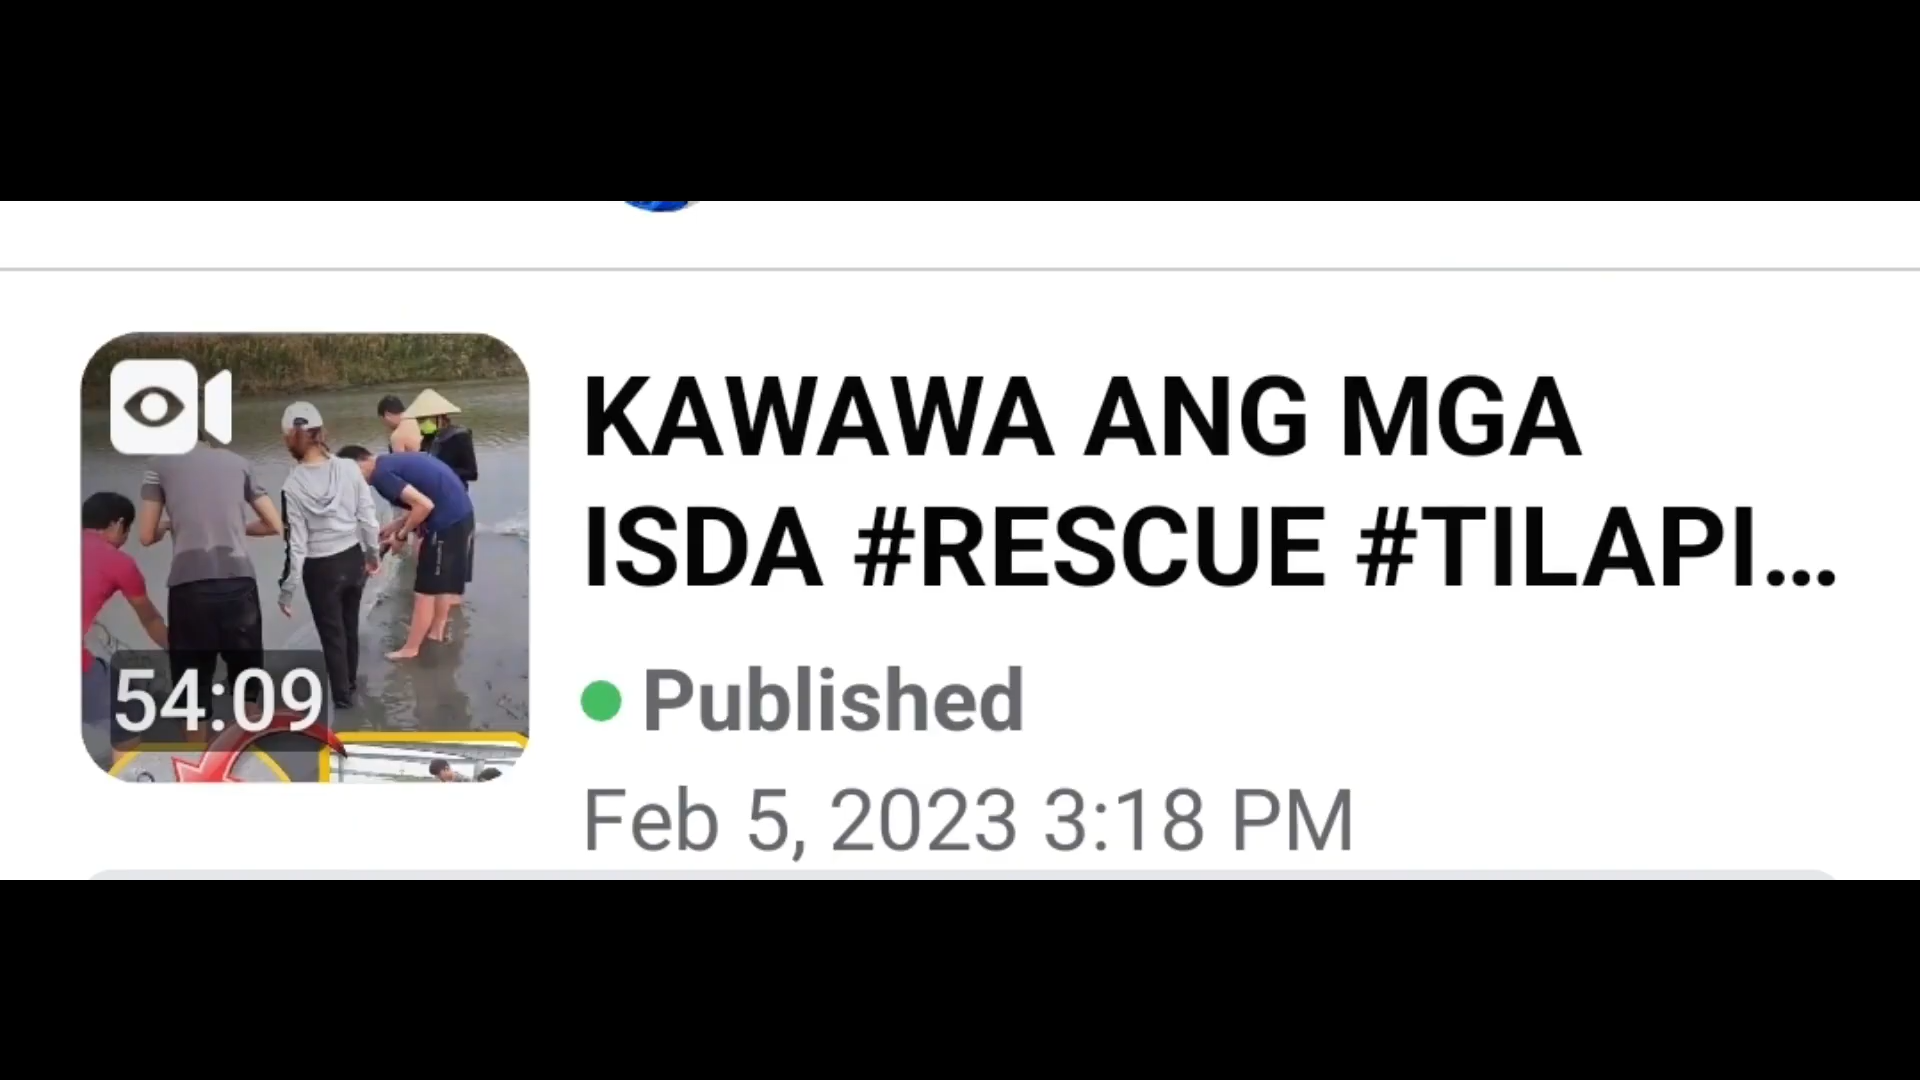 54:09
KAWAWA ANG MGA
ISDA #RESCUE #TILAPI...
Published
Feb 5, 2023 3:18 PM